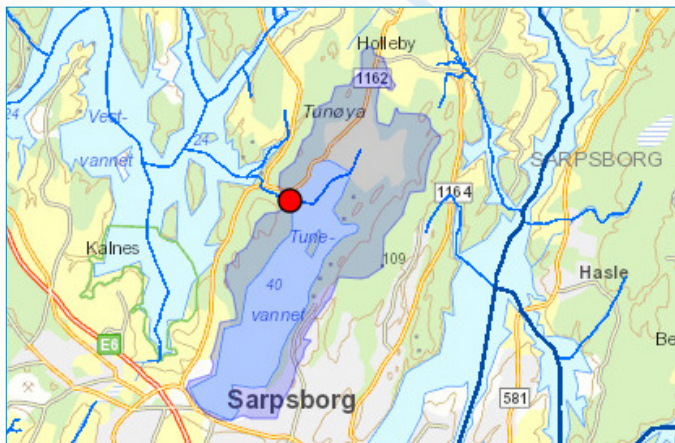 Holleby
1162
Tunøya
Vest-
vannet
24
24
SARPSBORG
1164
Kalnes
Tune-
vannet
40
109
Hasle
E6
Sarpsborg
581
Be